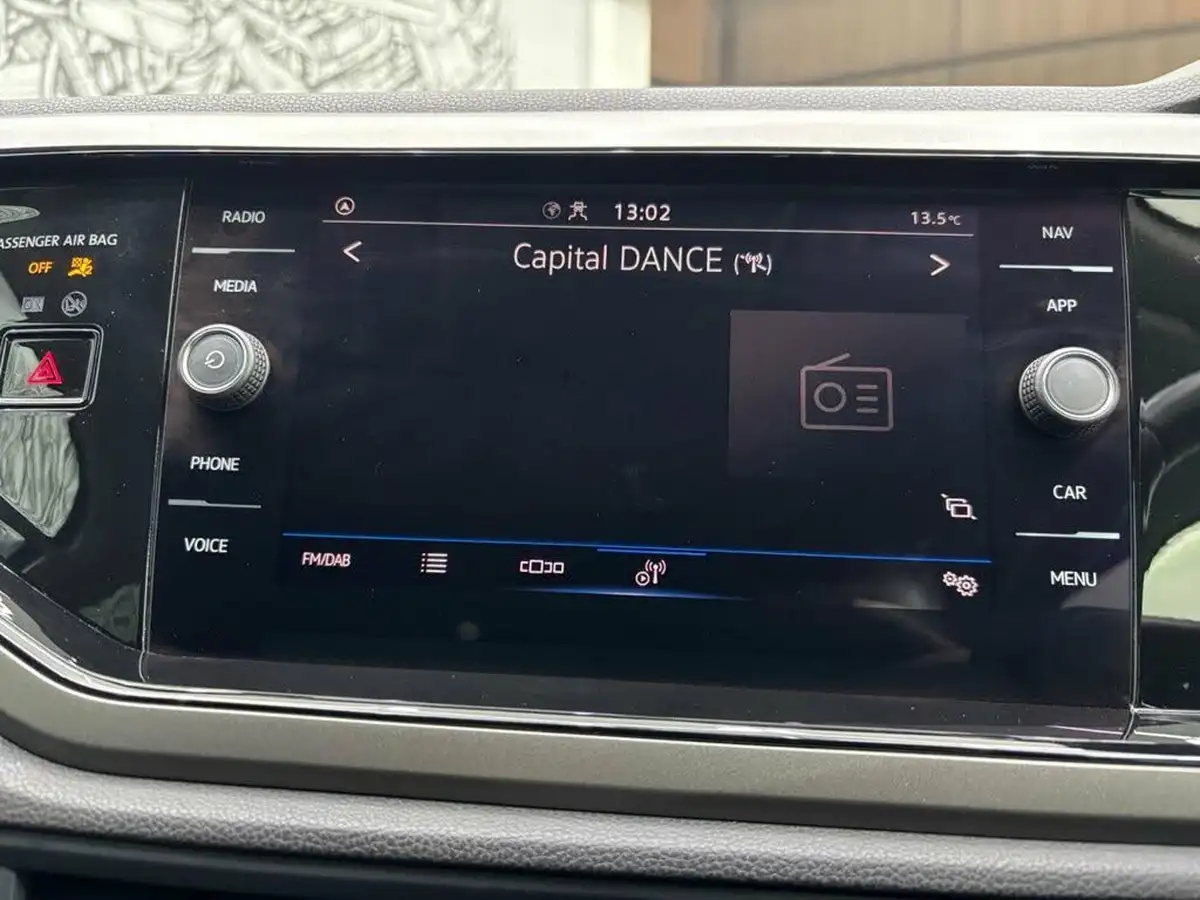 RADIO
MEDIA
PHONE
VOICE
ASSENGER AIR BAG
OFF
13:02
13.5°C
Capital DANCE
FM/DAB
NAV
APP
CAR
MENU